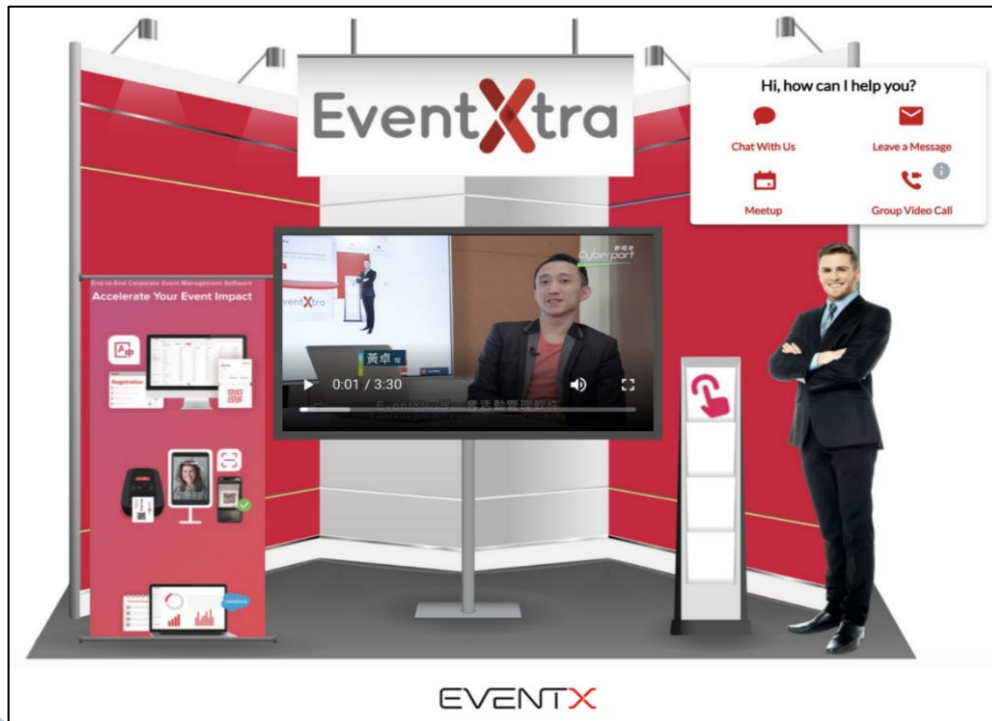 EventXtra
Hi, how can I help you?
Chat With Us
Leave a Message
Meetup
Group Video Call
End-to-End Corporate Event Management Software
Accelerate Your Event Impact
Registration
數碼港
Cyberport
ventXtra
黃卓
0:01 / 3:30
EVENTX